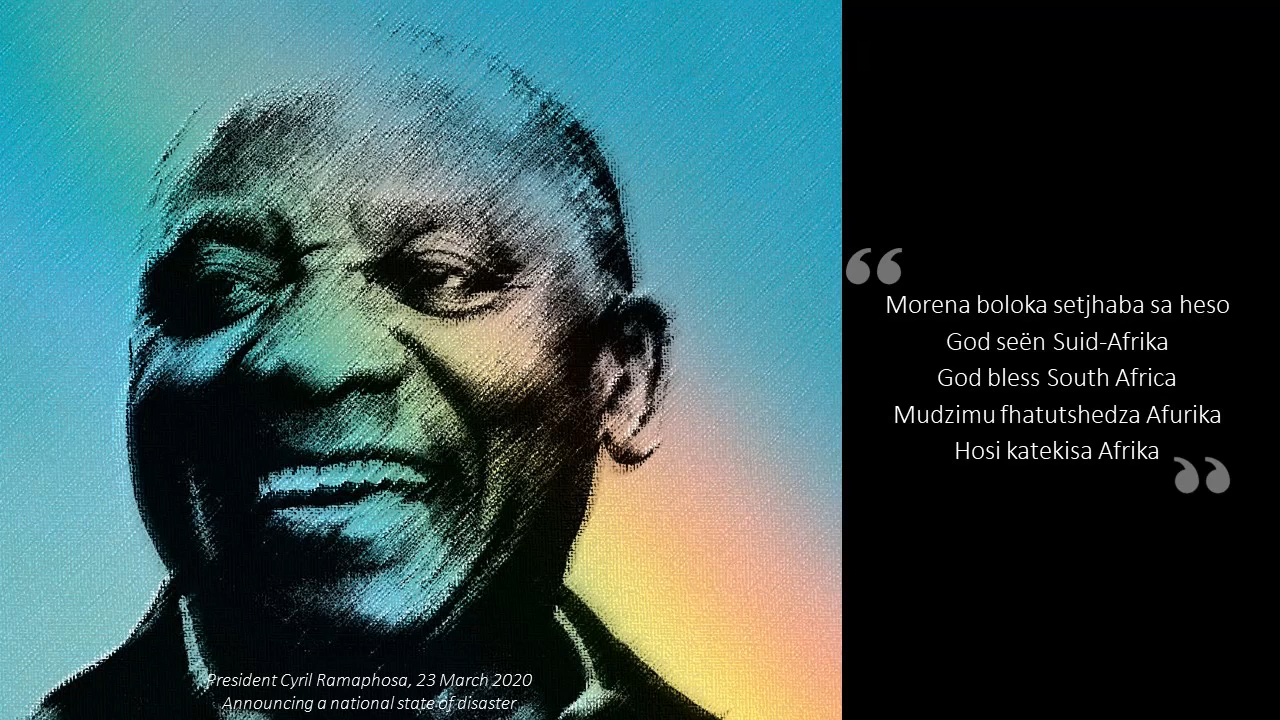 “
Morena boloka setjhaba sa heso
God seën Suid-Afrika
God bless South Africa
Mudzimu fhatutshedza Afurika
Hosi katekisa Afrika
”
President Cyril Ramaphosa, 23 March 2020
Announcing a national state of disaster